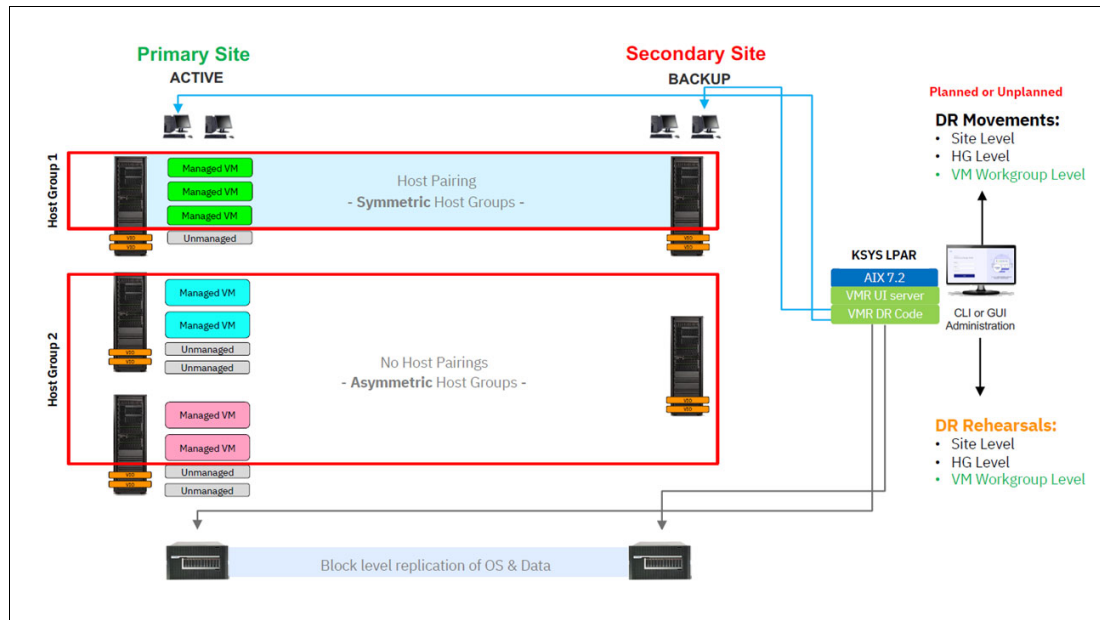 Primary Site
ACTIVE
Secondary Site
BACKUP
Planned or Unplanned
DR Movements:
• Site Level
• HG Level
• VM Workgroup Level
Host Group 1
Managed VM
Managed VM
Managed VM
Unmanaged
Host Pairing
- Symmetric Host Groups -
KSYS LPAR
AIX 7.2
VMR UI server
VMR DR Code
CLI or GUI
Administration
Host Group 2
Managed VM
Managed VM
Unmanaged
Unmanaged
No Host Pairings
- Asymmetric Host Groups -
Managed VM
Managed VM
Unmanaged
Unmanaged
DR Rehearsals:
• Site Level
• HG Level
• VM Workgroup Level
Block level replication of OS & Data